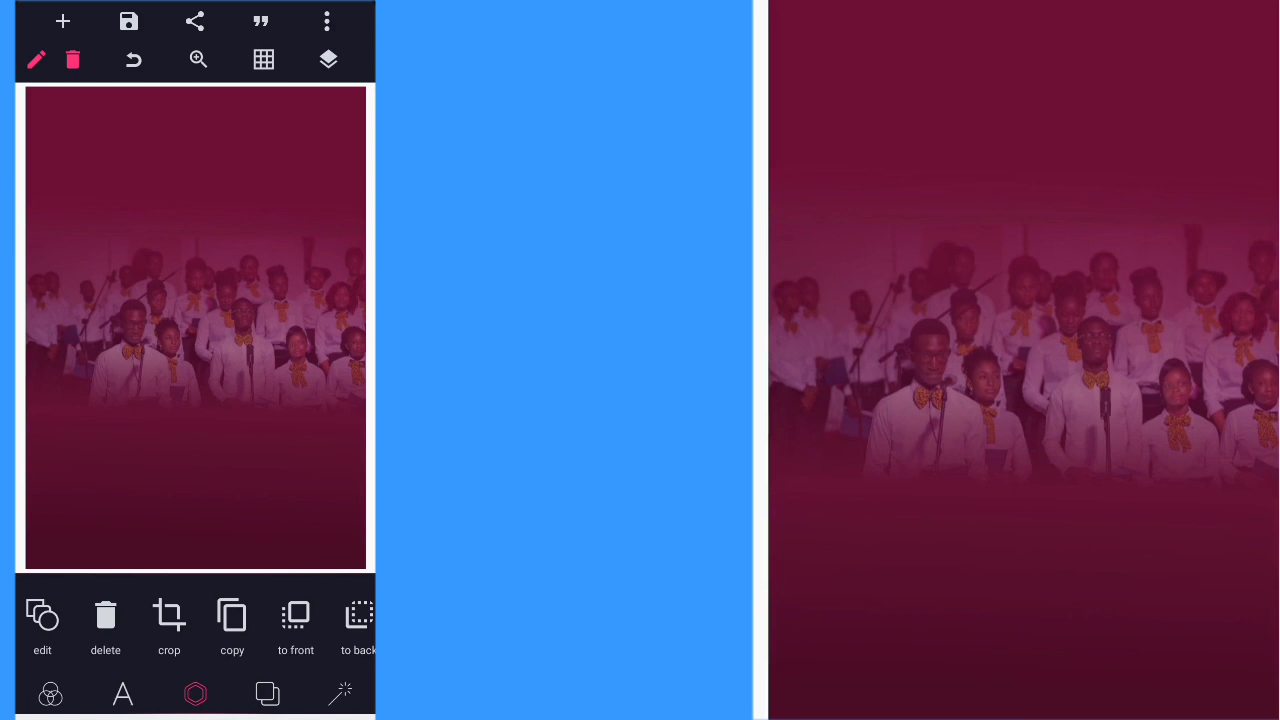 edit
delete
crop
copy
to front
to back